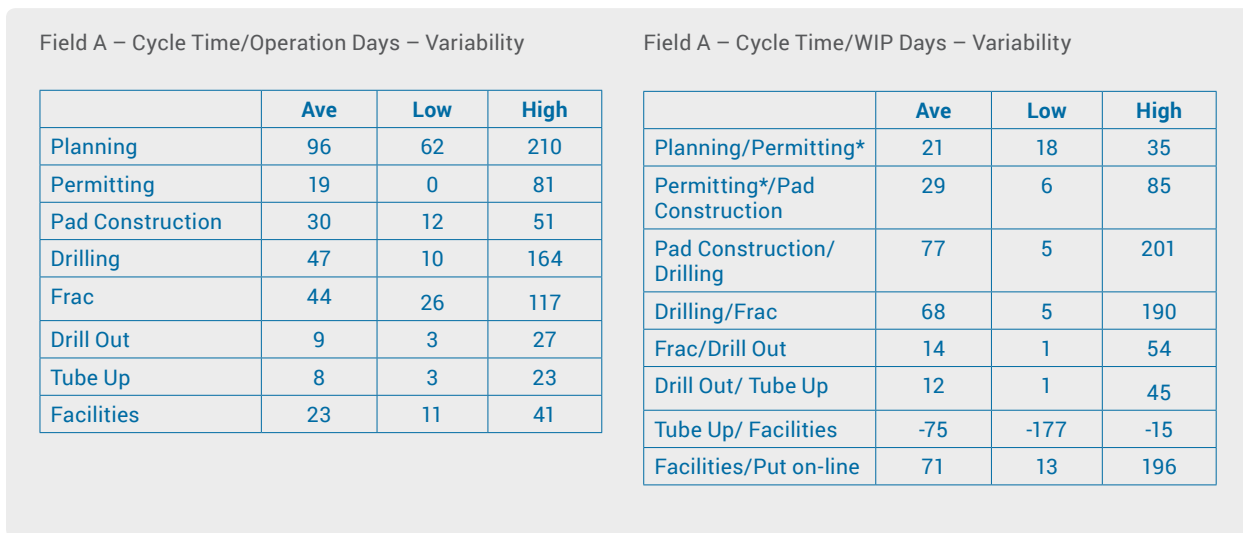 Field A – Cycle Time/Operation Days – Variability
Ave Low High
Planning 96 62 210
Permitting 19 0 81
Pad Construction 30 12 51
Drilling 47 10 164
Frac 44 26 117
Drill Out 9 3 27
Tube Up 8 3 23
Facilities 23 11 41
Field A – Cycle Time/WIP Days – Variability
Ave Low High
Planning/Permitting* 21 18 35
Permitting*/Pad 29 6 85
Construction
Pad Construction/ 77 5 201
Drilling
Drilling/Frac 68 5 190
Frac/Drill Out 14 1 54
Drill Out/ Tube Up 12 1 45
Tube Up/ Facilities -75 -177 -15
Facilities/Put on-line 71 13 196